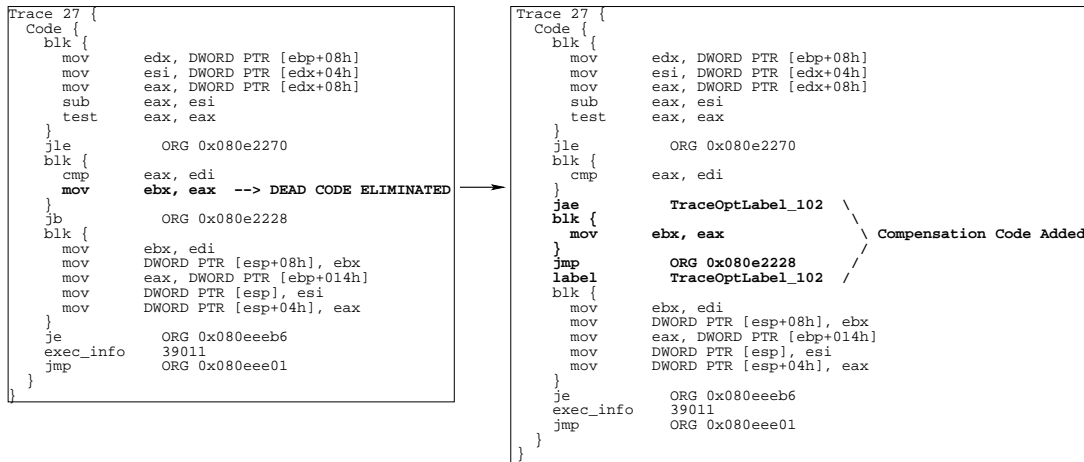 Trace 27 {
Code {
blk {
mov edx, DWORD PTR [ebp+08h]
mov esi, DWORD PTR [edx+04h]
mov eax, DWORD PTR [edx+08h]
sub eax, esi
test eax, eax
}
jle ORG 0x080e2270
blk {
cmp eax, edi
mov ebx, eax --> DEAD CODE ELIMINATED
}
jb ORG 0x080e2228
blk {
mov ebx, edi
mov DWORD PTR [esp+08h], ebx
mov eax, DWORD PTR [ebp+014h]
mov DWORD PTR [esp], esi
mov DWORD PTR [esp+04h], eax
}
je ORG 0x080eeeb6
exec_info 39011
jmp ORG 0x080eee01
}
}
Trace 27 {
Code {
blk {
mov edx, DWORD PTR [ebp+08h]
mov esi, DWORD PTR [edx+04h]
mov eax, DWORD PTR [edx+08h]
sub eax, esi
test eax, eax
}
jle ORG 0x080e2270
blk {
cmp eax, edi
}
jae TraceOptLabel_102 \
blk { \
mov ebx, eax \ Compensation Code Added
} /
jmp ORG 0x080e2228 /
label TraceOptLabel_102 /
blk {
mov ebx, edi
mov DWORD PTR [esp+08h], ebx
mov eax, DWORD PTR [ebp+014h]
mov DWORD PTR [esp], esi
mov DWORD PTR [esp+04h], eax
}
je ORG 0x080eeeb6
exec_info 39011
jmp ORG 0x080eee01
}
}